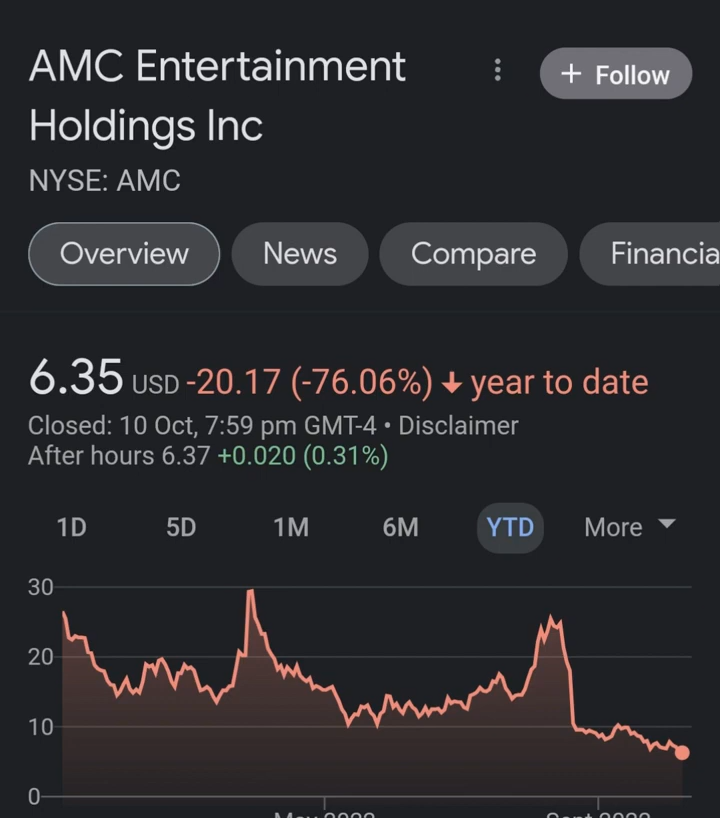 AMC Entertainment
Holdings Inc
+ Follow
NYSE: AMC
Overview
News
Compare
Financia
6.35 USD -20.17 (-76.06%) ↓ year to date
Closed: 10 Oct, 7:59 pm GMT-4 • Disclaimer
After hours 6.37 +0.020 (0.31%)
1D
5D
1M
6M
YTD
More
30
20
10
0